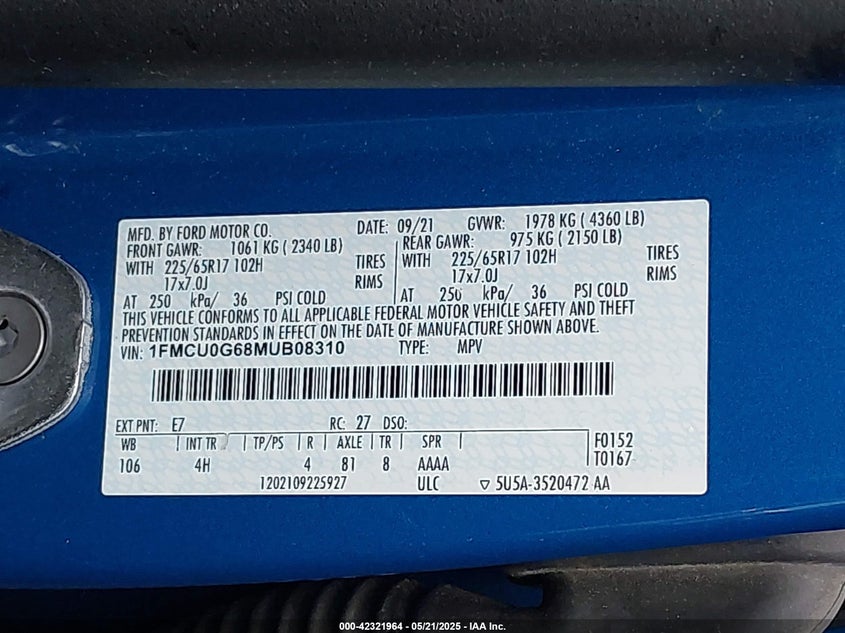 MFD. BY FORD MOTOR CO. DATE: 09/21 GVWR: 1978 KG ( 4360 LB)
FRONT GAWR: 1061 KG ( 2340 LB) REAR GAWR: 975 KG ( 2150 LB)
WITH 225/65R17 102H TIRES WITH 225/65R17 102H TIRES
17x7.0J RIMS 17x7.0J RIMS
AT 250 kPa/ 36 PSI COLD AT 250 kPa/ 36 PSI COLD
THIS VEHICLE CONFORMS TO ALL APPLICABLE FEDERAL MOTOR VEHICLE SAFETY AND THEFT
PREVENTION STANDARDS IN EFFECT ON THE DATE OF MANUFACTURE SHOWN ABOVE.
VIN: 1FMCU0G68MUB08310 TYPE: MPV
EXT PNT: E7 RC: 27 DSO:
WB INT TR TP/PS R AXLE TR SPR F0152
106 4H 4 81 8 AAAA T0167
1202109225927 ULC ▽ 5U5A-3520472 AA
000-42321964 - 05/21/2025 - IAA Inc.